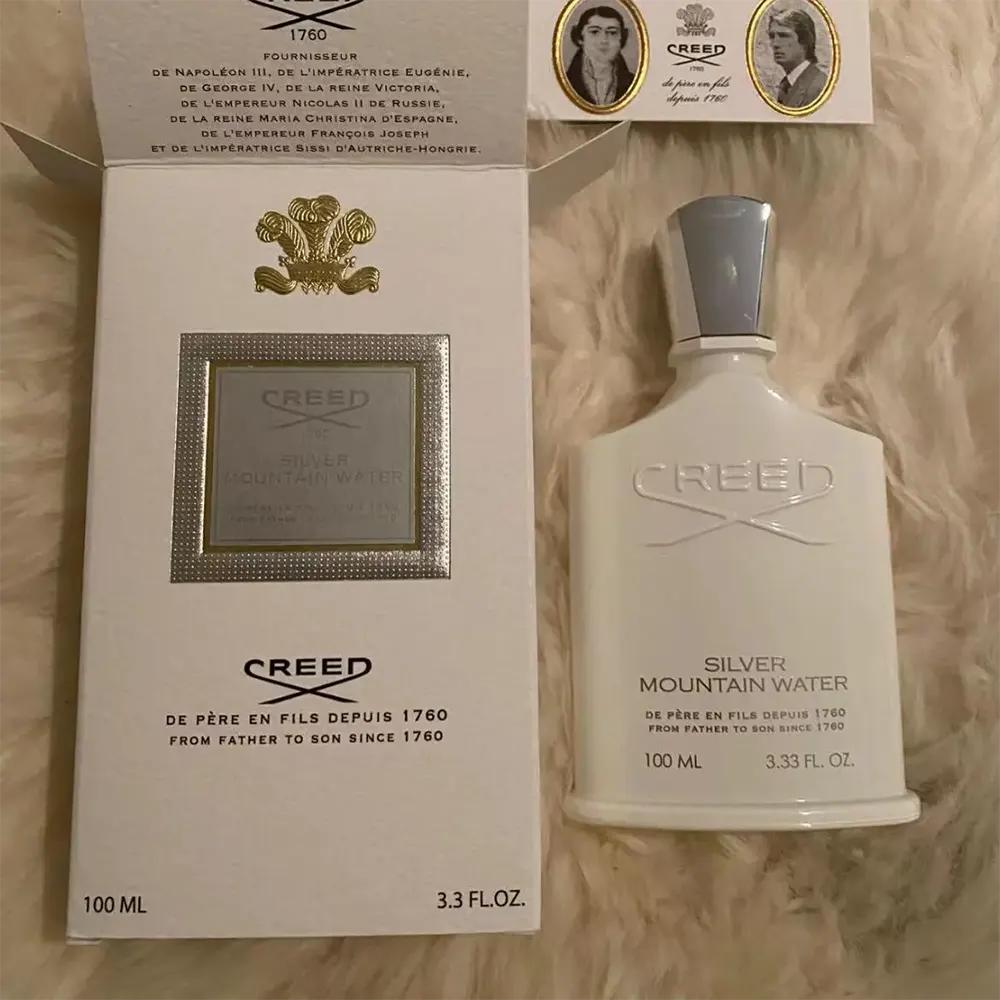 CREED
1760
FOURNISSEUR
DE NAPOLÉON III, DE L'IMPÉRATRICE EUGÉNIE,
DE GEORGE IV, DE LA REINE VICTORIA,
DE L'EMPEREUR NICOLAS II DE RUSSIE,
DE LA REINE MARIA CHRISTINA D'ESPAGNE,
DE L'EMPEREUR FRANÇOIS JOSEPH
ET DE L'IMPÉRATRICE SISSI D'AUTRICHE-HONGRIE.
CREED
1760
de père en fils
depuis 1760
CREED
1760
SILVER
MOUNTAIN WATER
CREED
DE PÈRE EN FILS DEPUIS 1760
FROM FATHER TO SON SINCE 1760
100 ML
3.3 FL.OZ.
CREED
SILVER
MOUNTAIN WATER
DE PÈRE EN FILS DEPUIS 1760
FROM FATHER TO SON SINCE 1760
100 ML
3.33 FL. OZ.